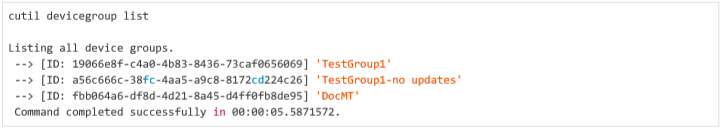 cutil devicegroup list
Listing all device groups.
--> [ID: 19066e8f-c4a0-4b83-8436-73caf0656069] 'TestGroup1'
--> [ID: a56c666c-38fc-4aa5-a9c8-8172cd224c26] 'TestGroup1-no updates'
--> [ID: fbb064a6-df8d-4d21-8a45-d4ff0fb8de95] 'DocMT'
Command completed successfully in 00:00:05.5871572.